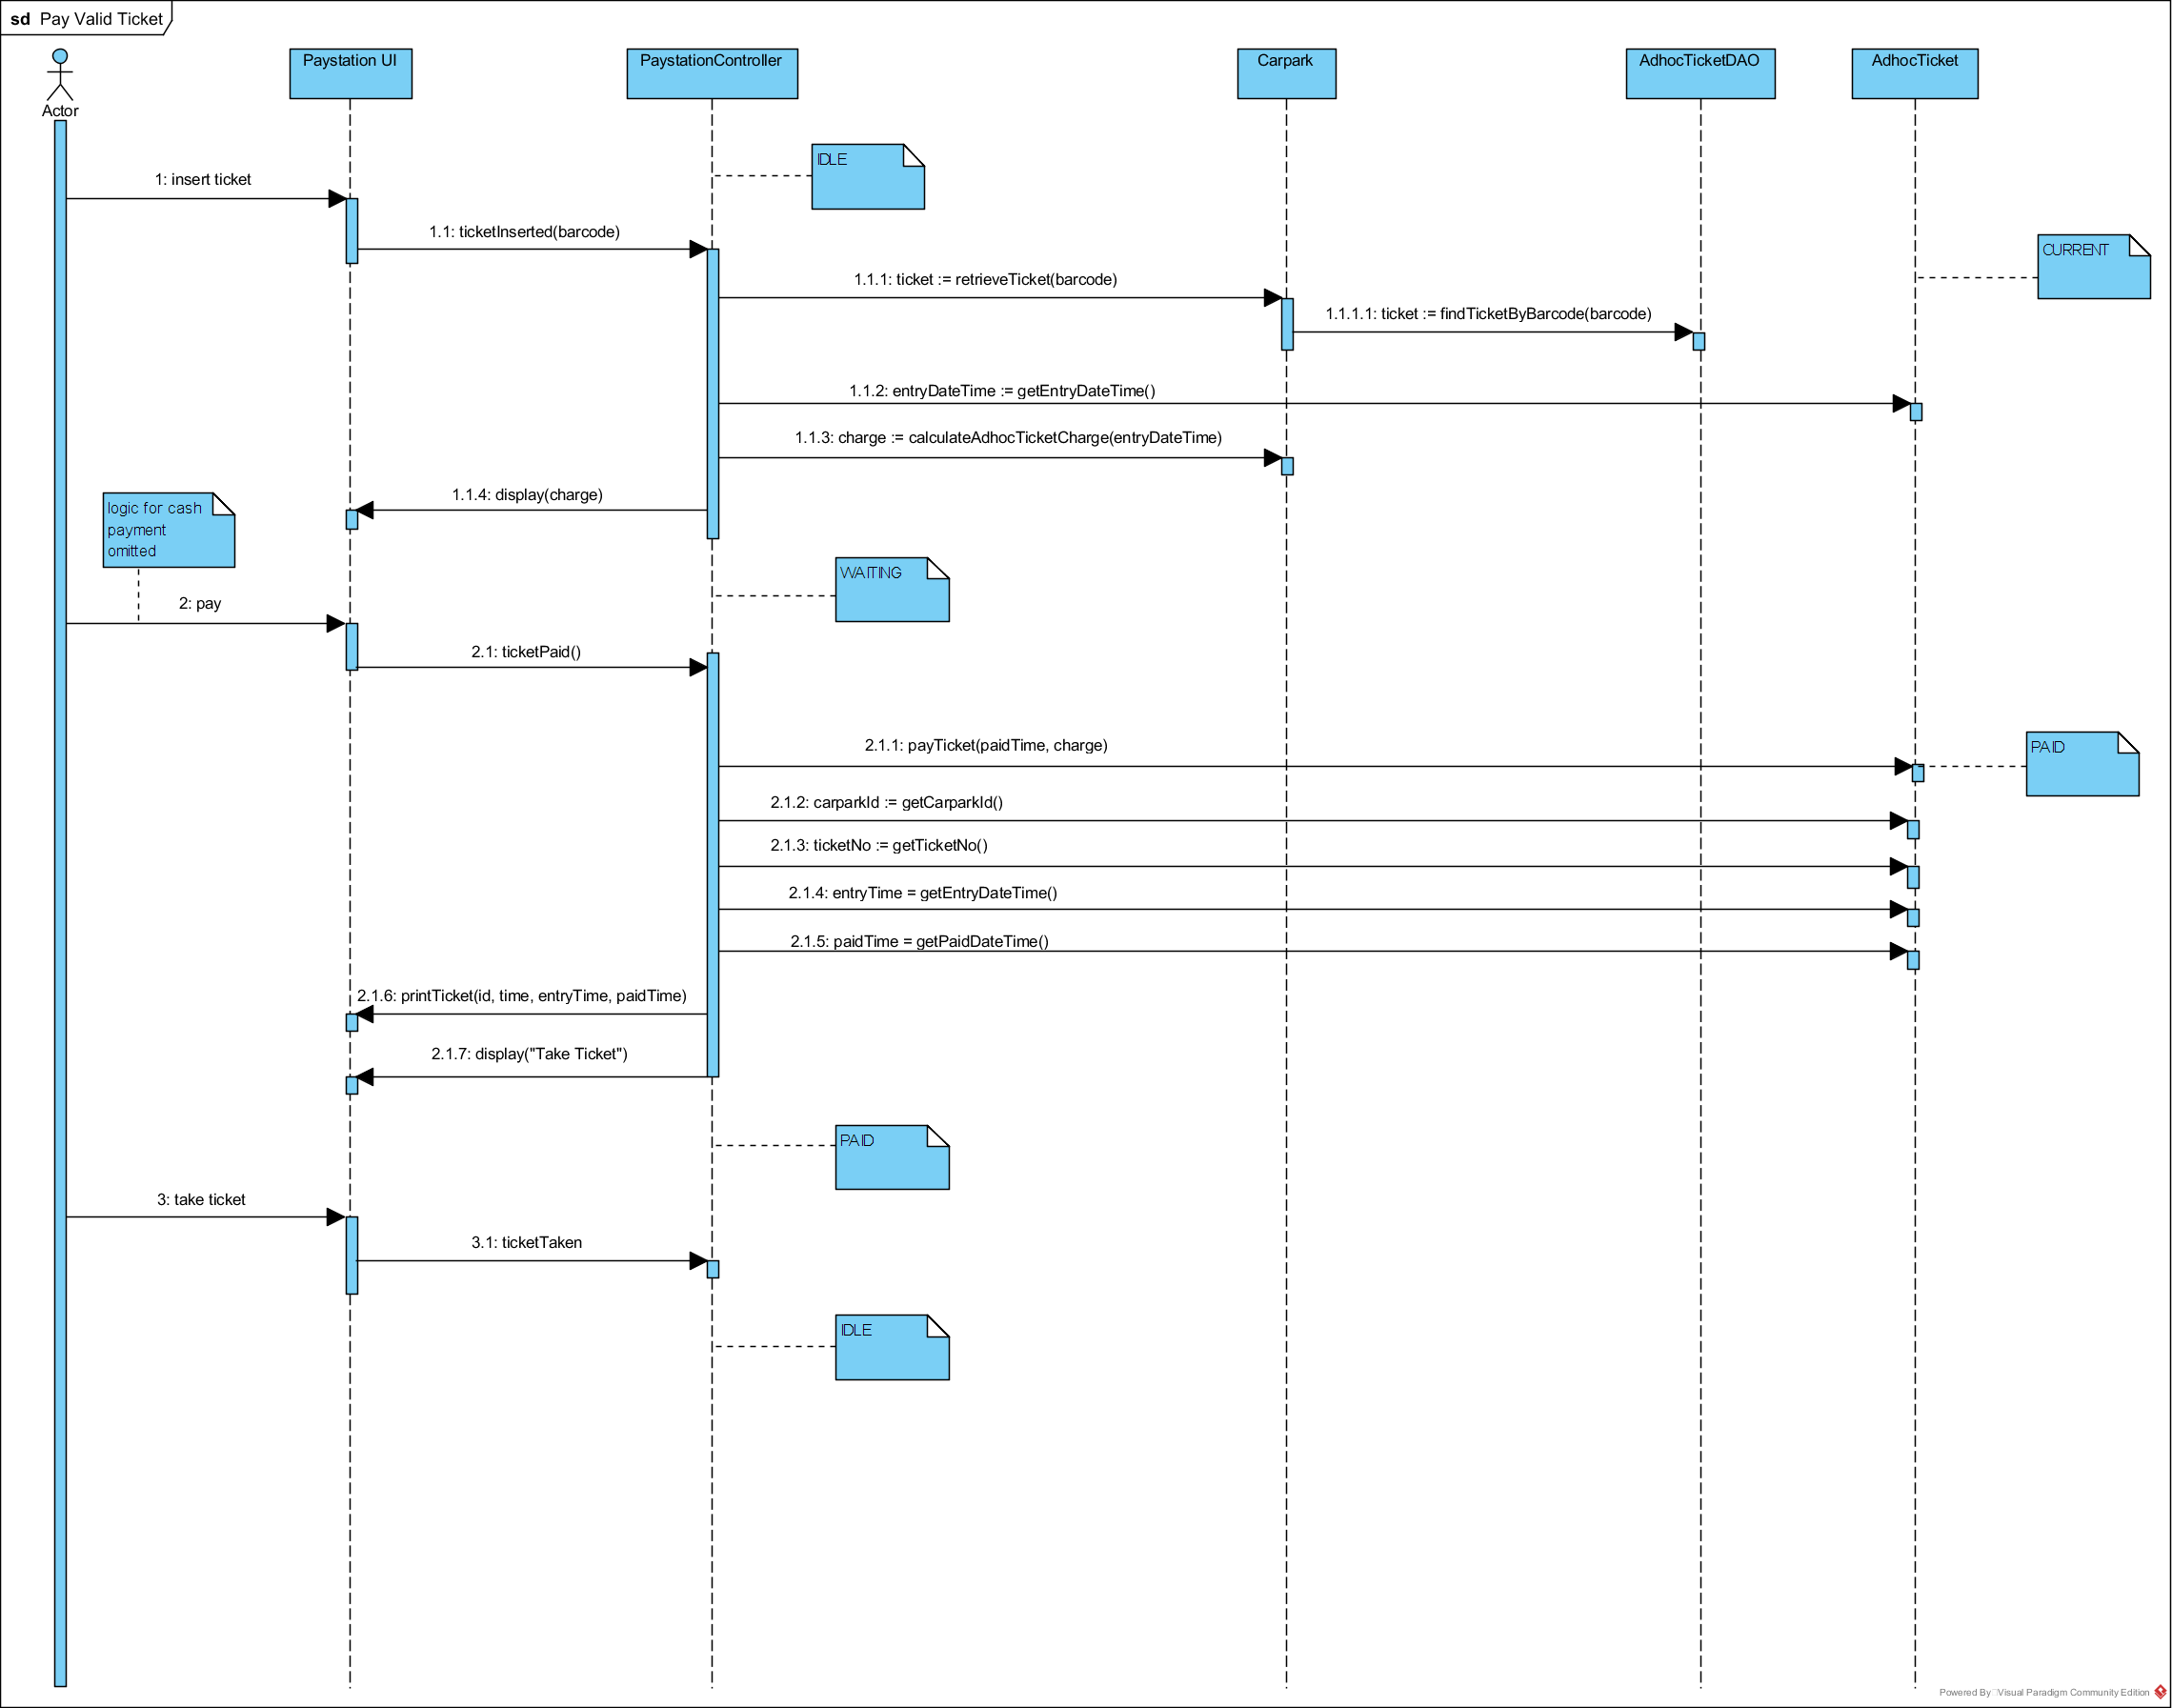 sd Pay Valid Ticket
Paystation UI
PaystationController
Carpark
AdhocTicketDAO
AdhocTicket
Actor
IDLE
1: insert ticket
1.1: ticketInserted(barcode)
CURRENT
1.1.1: ticket := retrieveTicket(barcode)
1.1.1.1: ticket := findTicketByBarcode(barcode)
1.1.2: entryDateTime := getEntryDateTime()
1.1.3: charge := calculateAdhocTicketCharge(entryDateTime)
1.1.4: display(charge)
logic for cash
payment
omitted
WAITING
2: pay
2.1: ticketPaid()
2.1.1: payTicket(paidTime, charge)
PAID
2.1.2: carparkId := getCarparkId()
2.1.3: ticketNo := getTicketNo()
2.1.4: entryTime = getEntryDateTime()
2.1.5: paidTime = getPaidDateTime()
2.1.6: printTicket(id, time, entryTime, paidTime)
2.1.7: display("Take Ticket")
PAID
3: take ticket
3.1: ticketTaken
IDLE
Powered By Visual Paradigm Community Edition